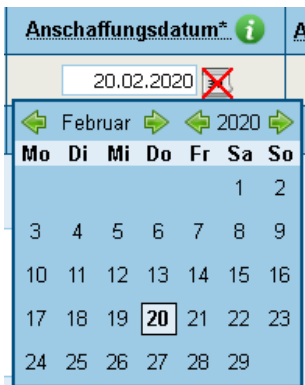 Anschaffungsdatum* i A
20.02.2020
Februar 2020
Mo Di Mi Do Fr Sa So
1 2
3 4 5 6 7 8 9
10 11 12 13 14 15 16
17 18 19 20 21 22 23
24 25 26 27 28 29